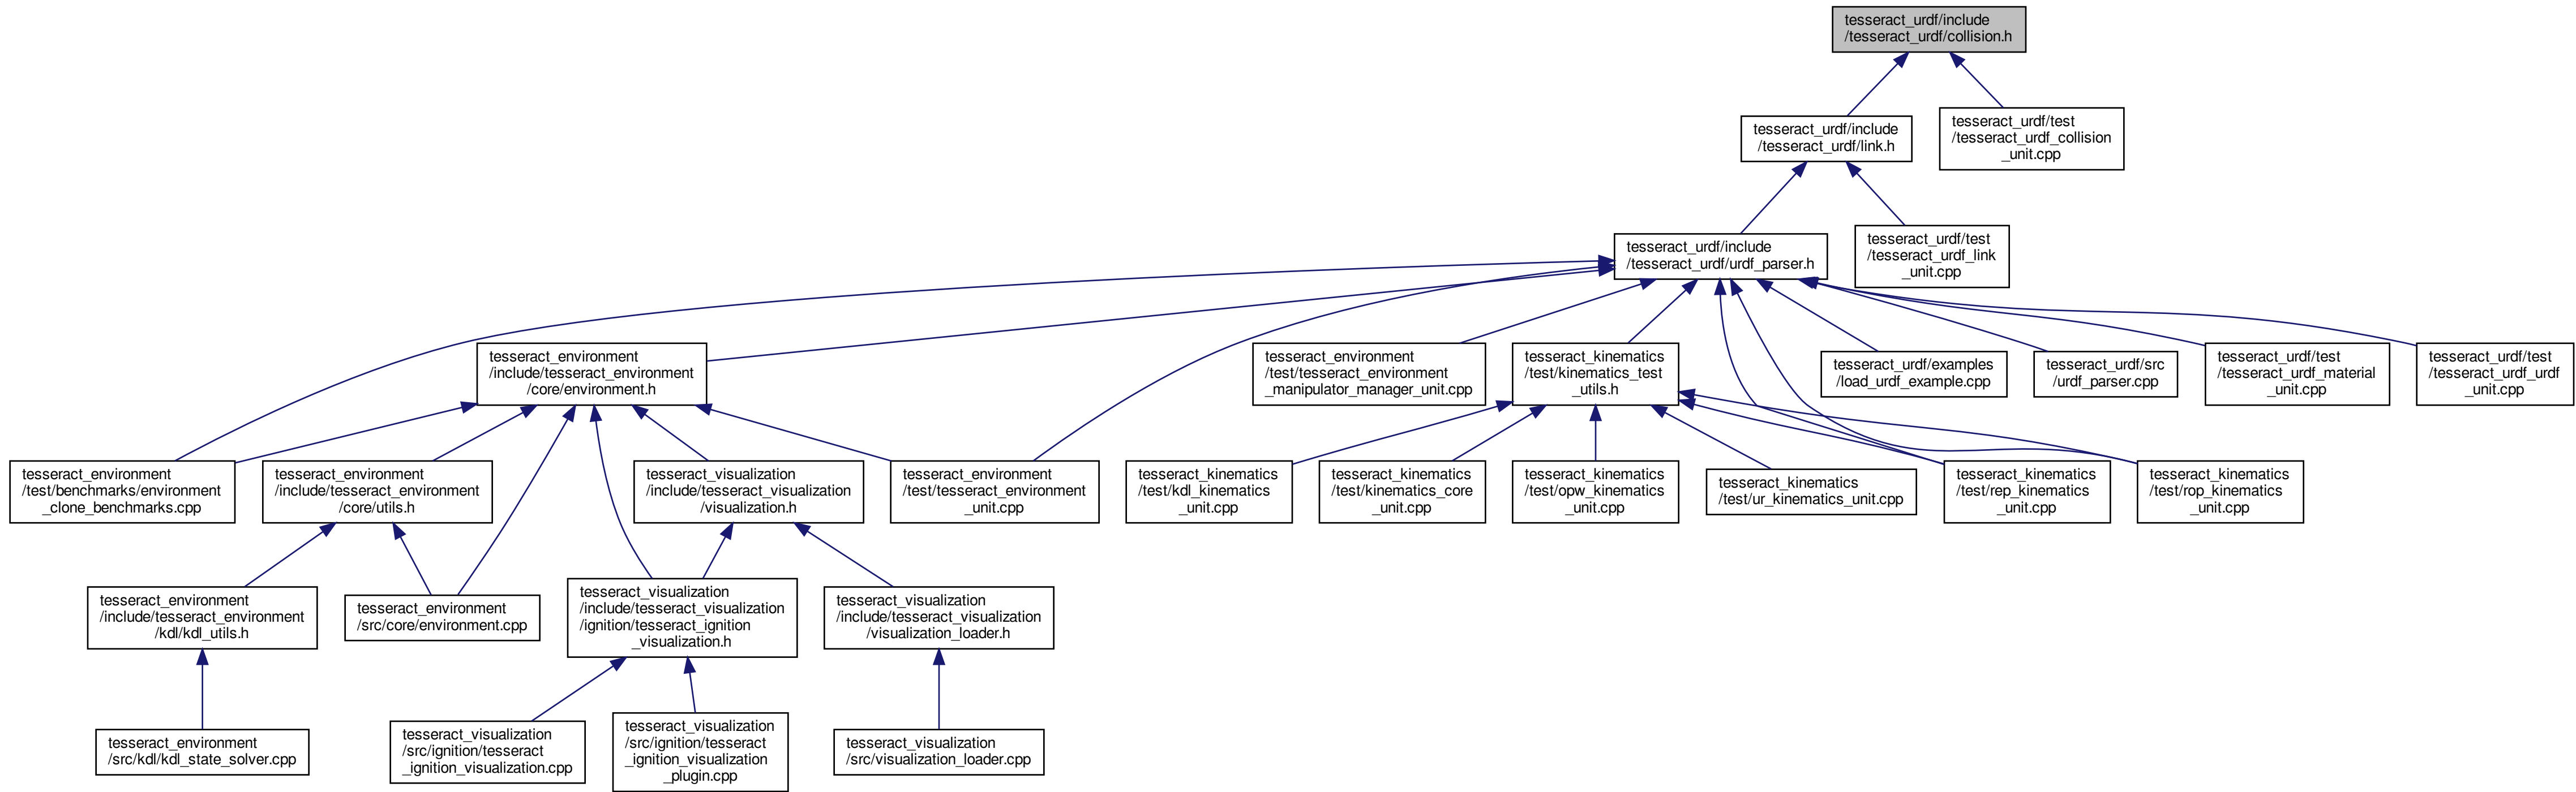 tesseract_urdf/include
/tesseract_urdf/collision.h
tesseract_urdf/include
/tesseract_urdf/link.h
tesseract_urdf/test
/tesseract_urdf_collision
_unit.cpp
tesseract_urdf/include
/tesseract_urdf/urdf_parser.h
tesseract_urdf/test
/tesseract_urdf_link
_unit.cpp
tesseract_environment
/include/tesseract_environment
/core/environment.h
tesseract_environment
/test/tesseract_environment
_manipulator_manager_unit.cpp
tesseract_kinematics
/test/kinematics_test
_utils.h
tesseract_urdf/examples
/load_urdf_example.cpp
tesseract_urdf/src
/urdf_parser.cpp
tesseract_urdf/test
/tesseract_urdf_material
_unit.cpp
tesseract_urdf/test
/tesseract_urdf_urdf
_unit.cpp
tesseract_environment
/test/benchmarks/environment
_clone_benchmarks.cpp
tesseract_environment
/include/tesseract_environment
/core/utils.h
tesseract_visualization
/include/tesseract_visualization
/visualization.h
tesseract_environment
/test/tesseract_environment
_unit.cpp
tesseract_kinematics
/test/kdl_kinematics
_unit.cpp
tesseract_kinematics
/test/kinematics_core
_unit.cpp
tesseract_kinematics
/test/opw_kinematics
_unit.cpp
tesseract_kinematics
/test/ur_kinematics_unit.cpp
tesseract_kinematics
/test/rep_kinematics
_unit.cpp
tesseract_kinematics
/test/rop_kinematics
_unit.cpp
tesseract_environment
/include/tesseract_environment
/kdl/kdl_utils.h
tesseract_environment
/src/core/environment.cpp
tesseract_visualization
/include/tesseract_visualization
/ignition/tesseract_ignition
_visualization.h
tesseract_visualization
/include/tesseract_visualization
/visualization_loader.h
tesseract_environment
/src/kdl/kdl_state_solver.cpp
tesseract_visualization
/src/ignition/tesseract
_ignition_visualization.cpp
tesseract_visualization
/src/ignition/tesseract
_ignition_visualization
_plugin.cpp
tesseract_visualization
/src/visualization_loader.cpp